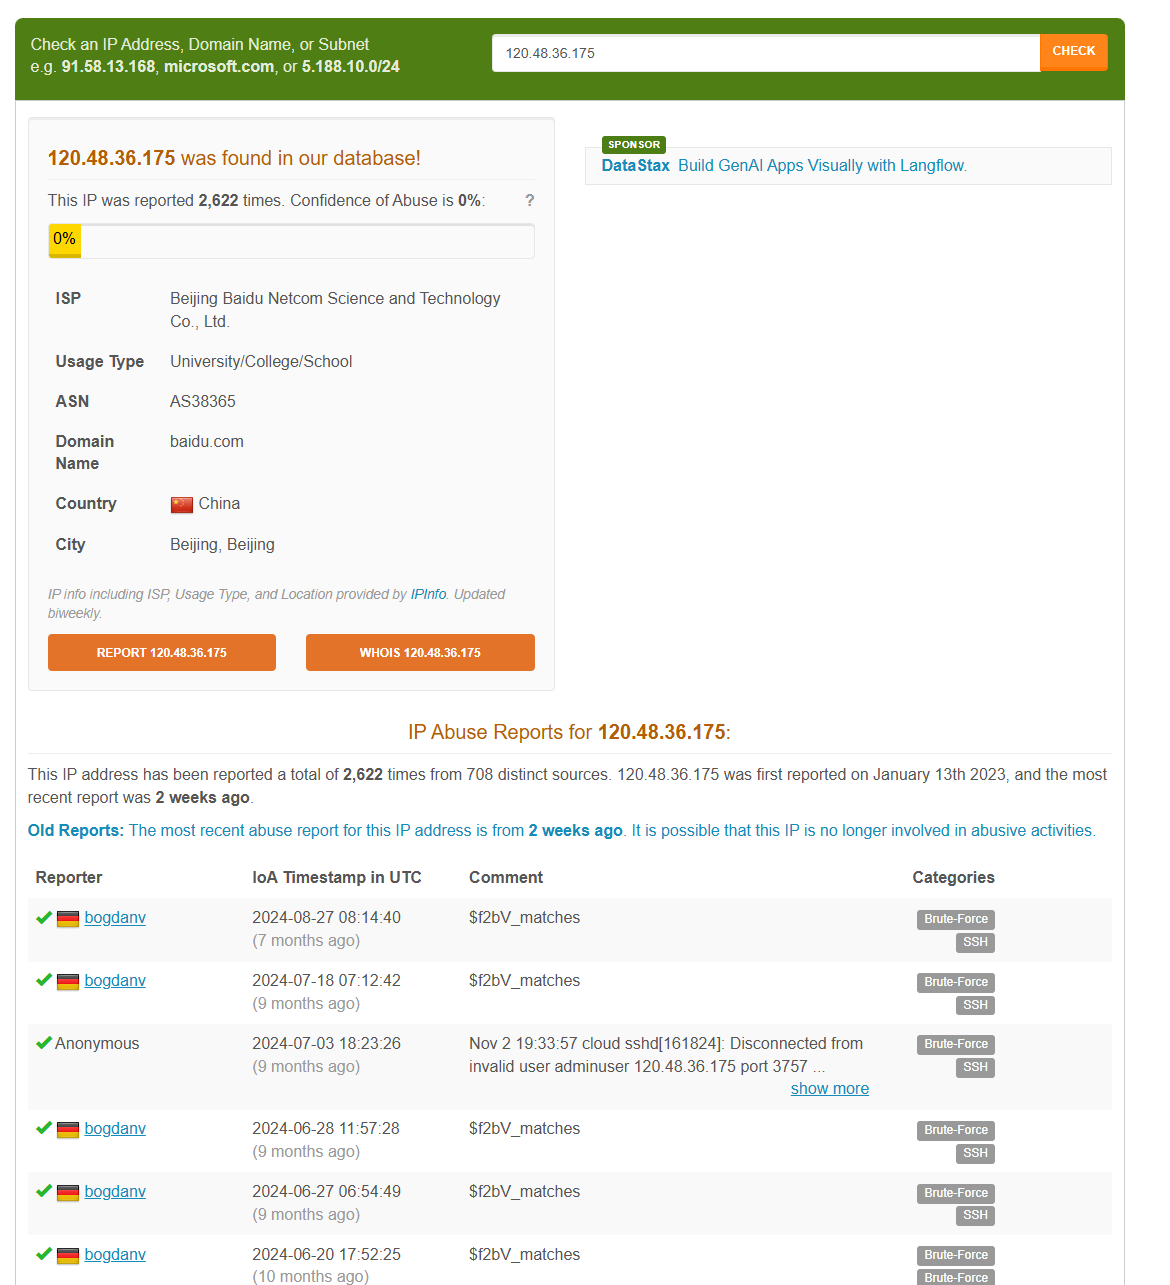 Check an IP Address, Domain Name, or Subnet
e.g. 91.58.13.168, microsoft.com, or 5.188.10.0/24
120.48.36.175
CHECK
120.48.36.175 was found in our database!
This IP was reported 2,622 times. Confidence of Abuse is 0%:
?
0%
ISP
Beijing Baidu Netcom Science and Technology
Co., Ltd.
Usage Type
University/College/School
ASN
AS38365
Domain
Name
baidu.com
Country
China
City
Beijing, Beijing
IP info including ISP, Usage Type, and Location provided by IPInfo. Updated
biweekly.
REPORT 120.48.36.175
WHOIS 120.48.36.175
SPONSOR
DataStax Build GenAI Apps Visually with Langflow.
IP Abuse Reports for 120.48.36.175:
This IP address has been reported a total of 2,622 times from 708 distinct sources. 120.48.36.175 was first reported on January 13th 2023, and the most
recent report was 2 weeks ago.
Old Reports: The most recent abuse report for this IP address is from 2 weeks ago. It is possible that this IP is no longer involved in abusive activities.
Reporter IoA Timestamp in UTC Comment Categories
bogdanv 2024-08-27 08:14:40 $f2bV_matches Brute-Force
(7 months ago) SSH
bogdanv 2024-07-18 07:12:42 $f2bV_matches Brute-Force
(9 months ago) SSH
Anonymous 2024-07-03 18:23:26 Nov 2 19:33:57 cloud sshd[161824]: Disconnected from Brute-Force
(9 months ago) invalid user adminuser 120.48.36.175 port 3757 ... SSH
show more
bogdanv 2024-06-28 11:57:28 $f2bV_matches Brute-Force
(9 months ago) SSH
bogdanv 2024-06-27 06:54:49 $f2bV_matches Brute-Force
(9 months ago) SSH
bogdanv 2024-06-20 17:52:25 $f2bV_matches Brute-Force
(10 months ago) Brute-Force